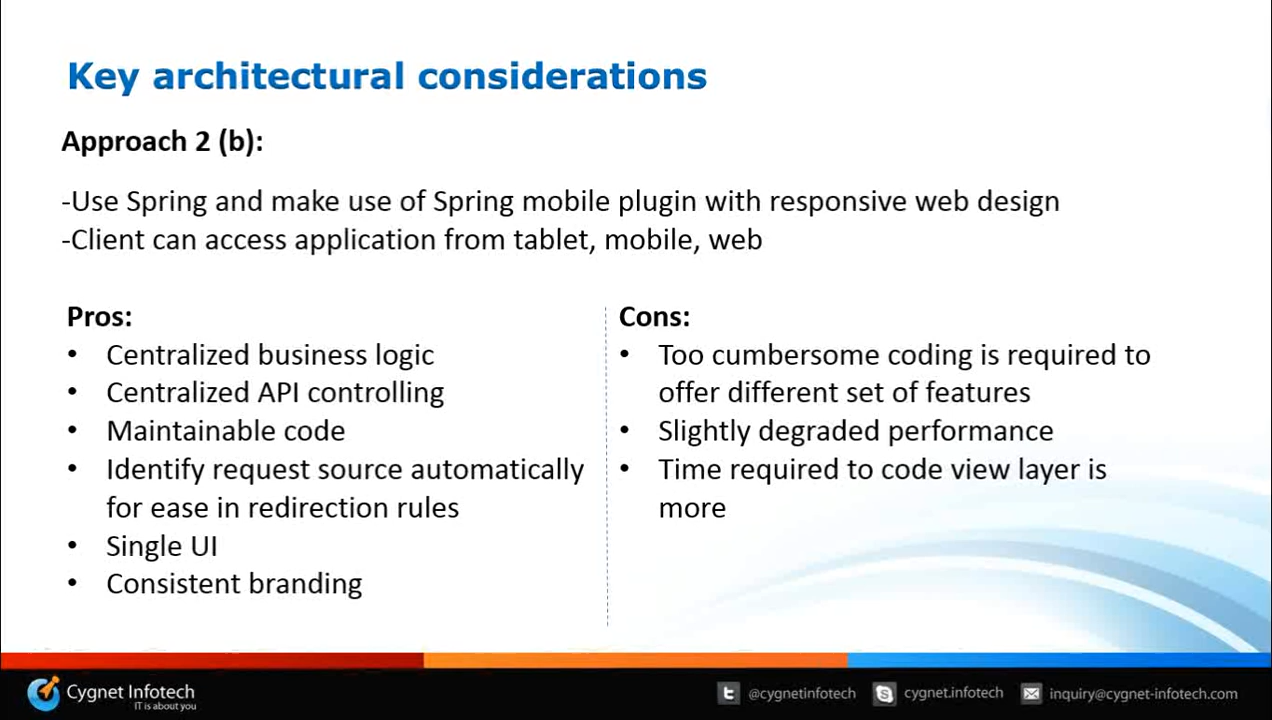 Key architectural considerations
Approach 2 (b):
-Use Spring and make use of Spring mobile plugin with responsive web design
-Client can access application from tablet, mobile, web
Pros:
• Centralized business logic
• Centralized API controlling
• Maintainable code
• Identify request source automatically
for ease in redirection rules
• Single UI
• Consistent branding
Cons:
• Too cumbersome coding is required to
offer different set of features
• Slightly degraded performance
• Time required to code view layer is
more
Cygnet Infotech
IT is about you
@cygnetinfotech
cygnet.infotech
inquiry@cygnet-infotech.com